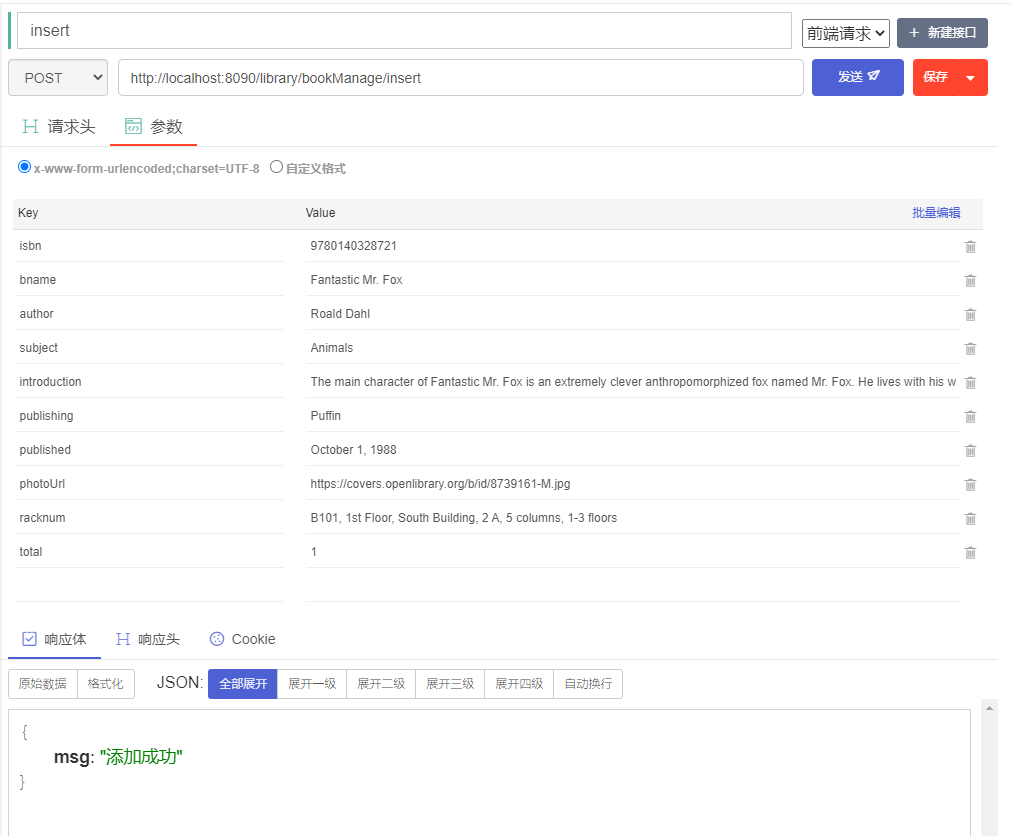 insert 前端请求 + 新建接口
POST http://localhost:8090/library/bookManage/insert 发送 保存
请求头 参数
x-www-form-urlencoded;charset=UTF-8 自定义格式
Key Value 批量编辑
isbn 9780140328721
bname Fantastic Mr. Fox
author Roald Dahl
subject Animals
introduction The main character of Fantastic Mr. Fox is an extremely clever anthropomorphized fox named Mr. Fox. He lives with his w
publishing Puffin
published October 1, 1988
photoUrl https://covers.openlibrary.org/b/id/8739161-M.jpg
racknum B101, 1st Floor, South Building, 2 A, 5 columns, 1-3 floors
total 1
响应体 响应头 Cookie
原始数据 格式化 JSON: 全部展开 展开一级 展开二级 展开三级 展开四级 自动换行
{
msg: "添加成功"
}